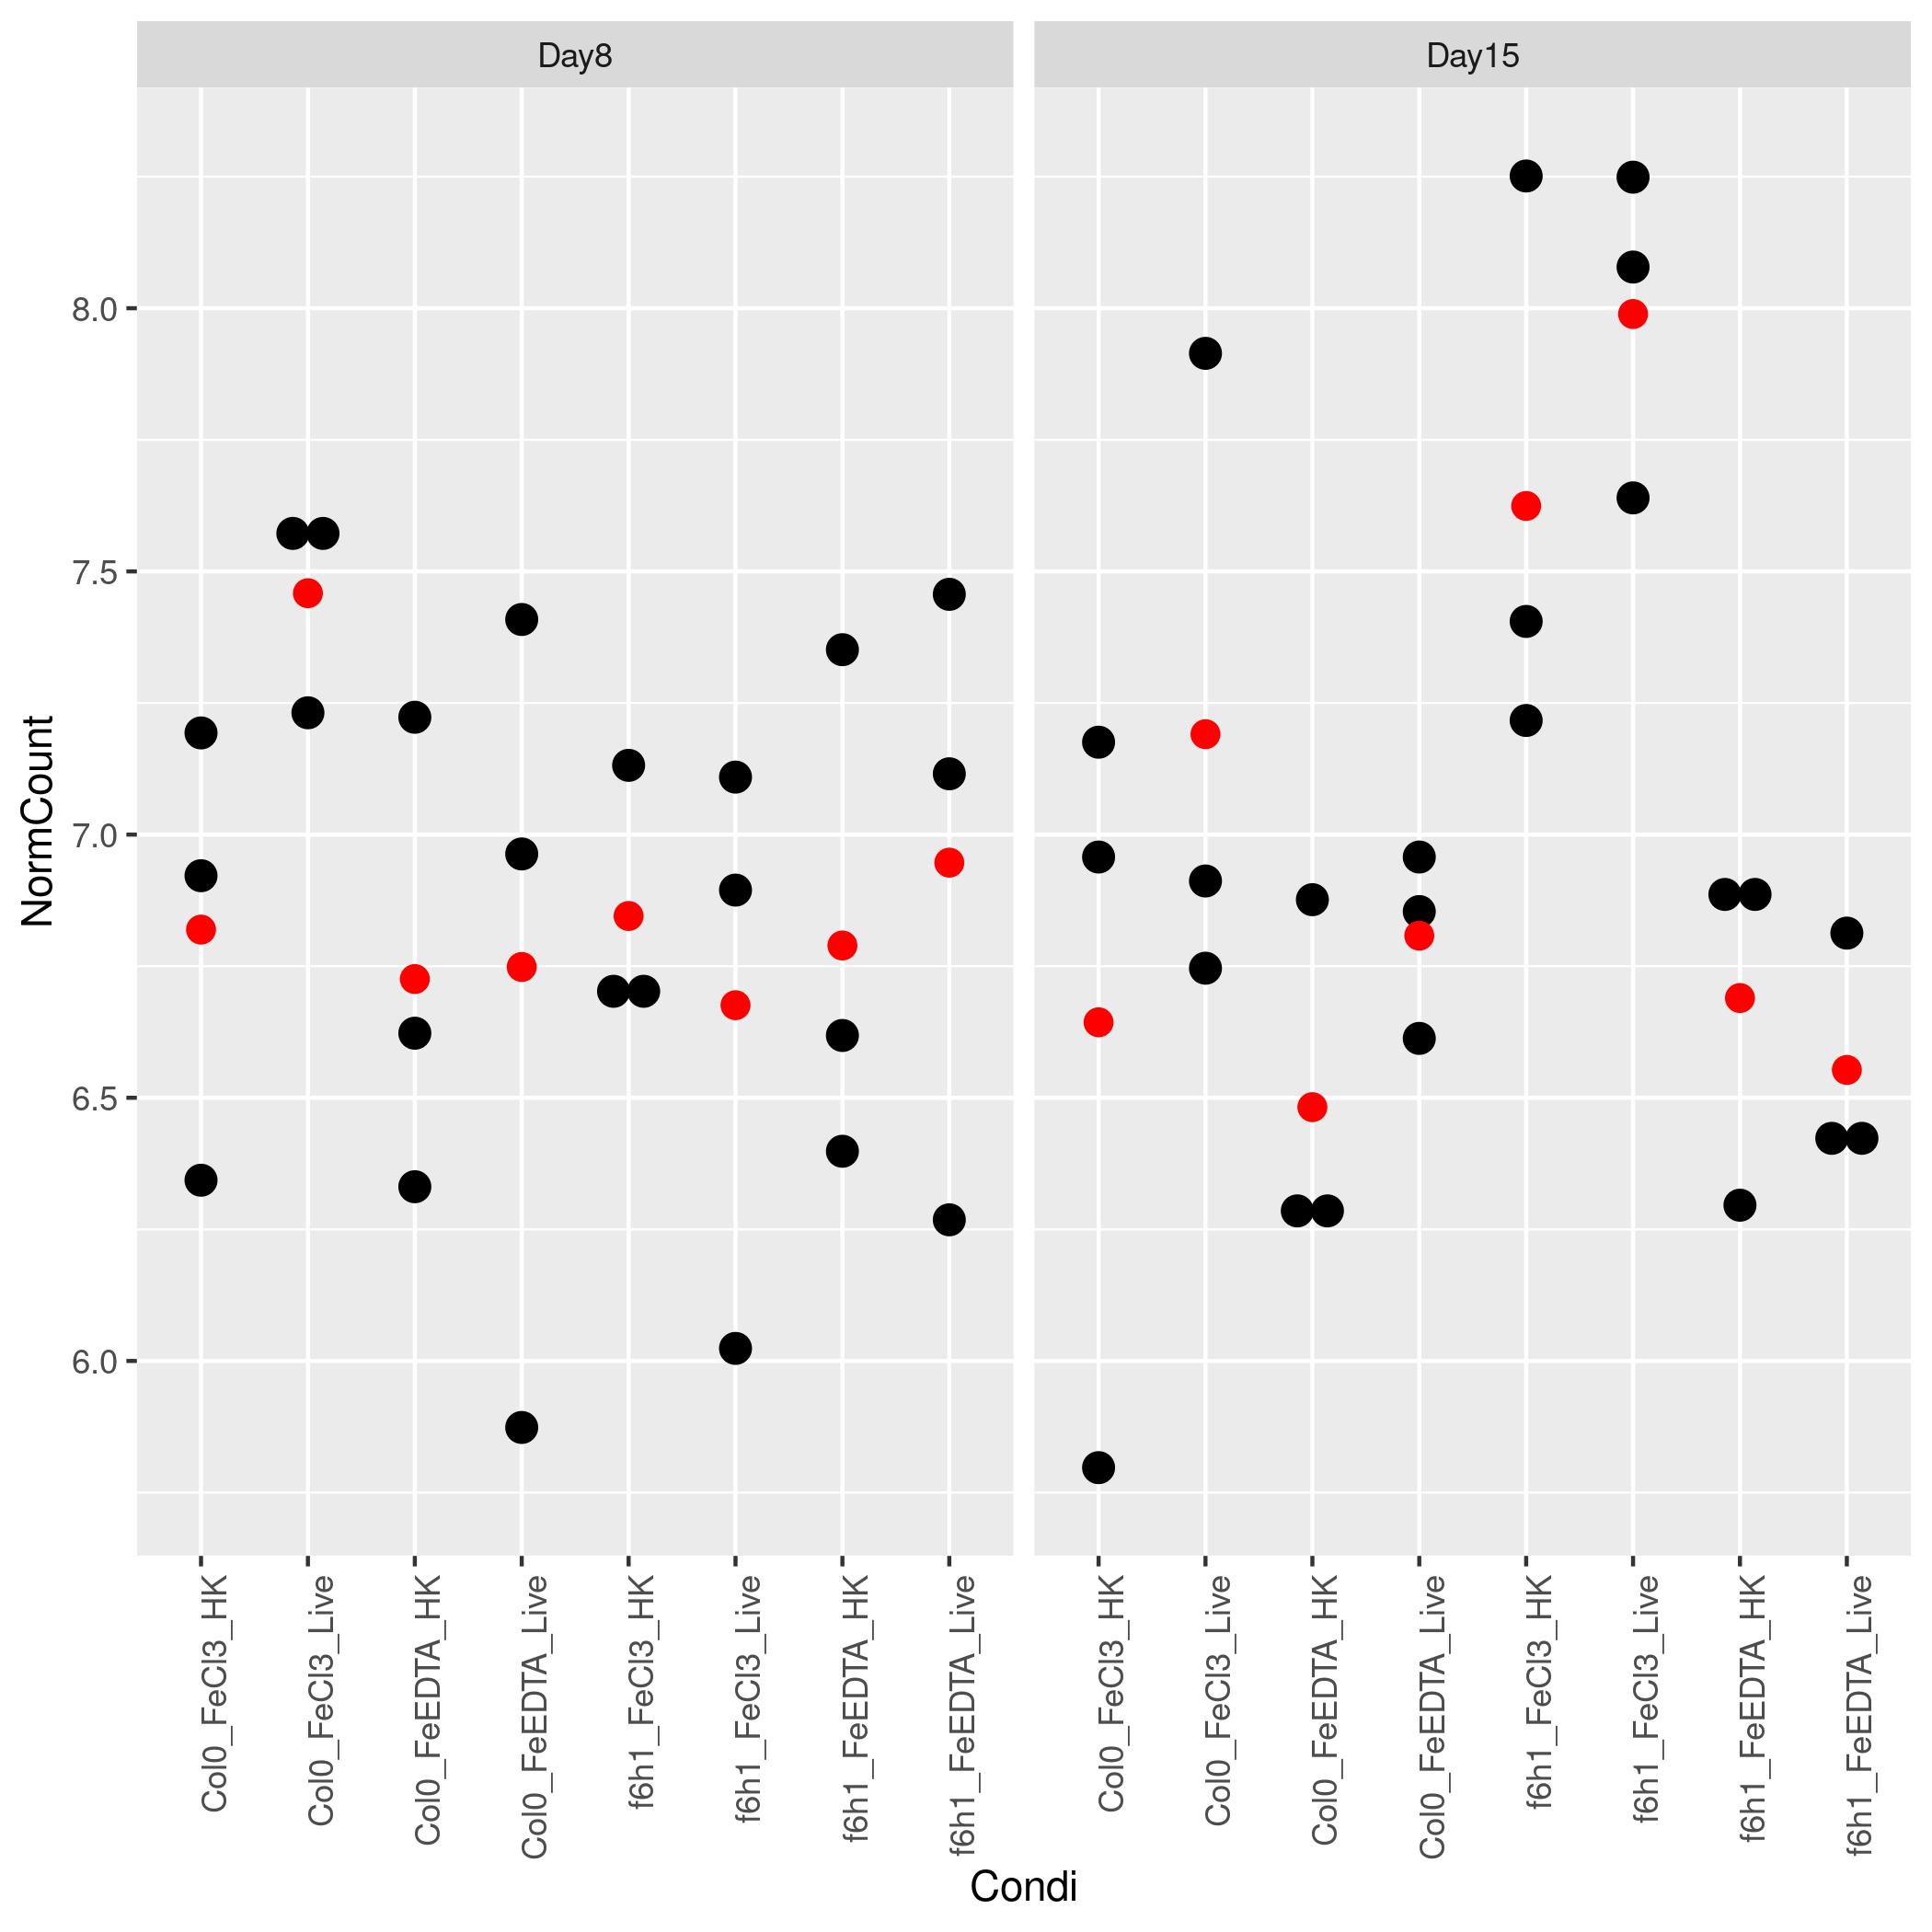 Day8
Day15
NormCount
8.0
7.5
7.0
6.5
6.0
Col0_FeCl3_HK
Col0_FeCl3_Live
Col0_FeEDTA_HK
Col0_FeEDTA_Live
f6h1_FeCl3_HK
f6h1_FeCl3_Live
f6h1_FeEDTA_HK
f6h1_FeEDTA_Live
Col0_FeCl3_HK
Col0_FeCl3_Live
Col0_FeEDTA_HK
Col0_FeEDTA_Live
f6h1_FeCl3_HK
f6h1_FeCl3_Live
f6h1_FeEDTA_HK
f6h1_FeEDTA_Live
Condi